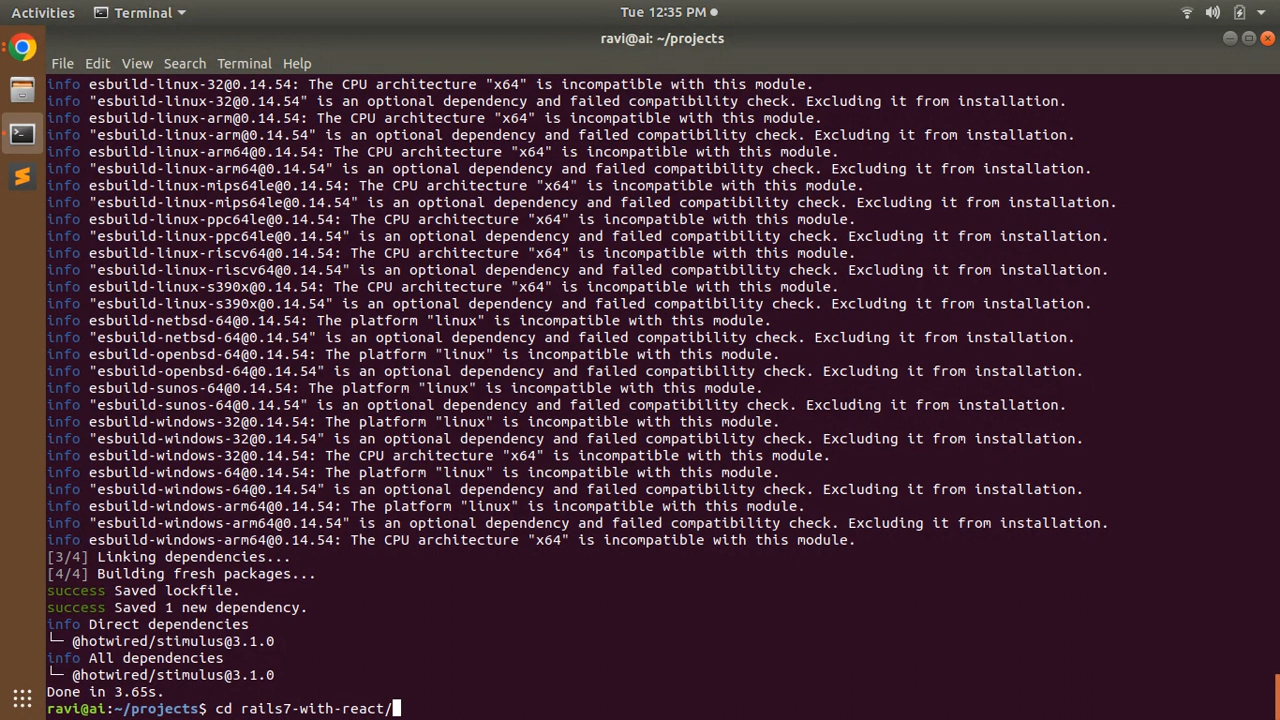 Activities Terminal Tue 12:35 PM
ravi@ai: ~/projects
File Edit View Search Terminal Help
info esbuild-linux-32@0.14.54: The CPU architecture "x64" is incompatible with this module.
info "esbuild-linux-32@0.14.54" is an optional dependency and failed compatibility check. Excluding it from installation.
info esbuild-linux-arm@0.14.54: The CPU architecture "x64" is incompatible with this module.
info "esbuild-linux-arm@0.14.54" is an optional dependency and failed compatibility check. Excluding it from installation.
info esbuild-linux-arm64@0.14.54: The CPU architecture "x64" is incompatible with this module.
info "esbuild-linux-arm64@0.14.54" is an optional dependency and failed compatibility check. Excluding it from installation.
info esbuild-linux-mips64le@0.14.54: The CPU architecture "x64" is incompatible with this module.
info "esbuild-linux-mips64le@0.14.54" is an optional dependency and failed compatibility check. Excluding it from installation.
info esbuild-linux-ppc64le@0.14.54: The CPU architecture "x64" is incompatible with this module.
info "esbuild-linux-ppc64le@0.14.54" is an optional dependency and failed compatibility check. Excluding it from installation.
info esbuild-linux-riscv64@0.14.54: The CPU architecture "x64" is incompatible with this module.
info "esbuild-linux-riscv64@0.14.54" is an optional dependency and failed compatibility check. Excluding it from installation.
info esbuild-linux-s390x@0.14.54: The CPU architecture "x64" is incompatible with this module.
info "esbuild-linux-s390x@0.14.54" is an optional dependency and failed compatibility check. Excluding it from installation.
info esbuild-netbsd-64@0.14.54: The platform "linux" is incompatible with this module.
info "esbuild-netbsd-64@0.14.54" is an optional dependency and failed compatibility check. Excluding it from installation.
info esbuild-openbsd-64@0.14.54: The platform "linux" is incompatible with this module.
info "esbuild-openbsd-64@0.14.54" is an optional dependency and failed compatibility check. Excluding it from installation.
info esbuild-sunos-64@0.14.54: The platform "linux" is incompatible with this module.
info "esbuild-sunos-64@0.14.54" is an optional dependency and failed compatibility check. Excluding it from installation.
info esbuild-windows-32@0.14.54: The platform "linux" is incompatible with this module.
info "esbuild-windows-32@0.14.54" is an optional dependency and failed compatibility check. Excluding it from installation.
info esbuild-windows-32@0.14.54: The CPU architecture "x64" is incompatible with this module.
info esbuild-windows-64@0.14.54: The platform "linux" is incompatible with this module.
info "esbuild-windows-64@0.14.54" is an optional dependency and failed compatibility check. Excluding it from installation.
info esbuild-windows-arm64@0.14.54: The platform "linux" is incompatible with this module.
info "esbuild-windows-arm64@0.14.54" is an optional dependency and failed compatibility check. Excluding it from installation.
info esbuild-windows-arm64@0.14.54: The CPU architecture "x64" is incompatible with this module.
[3/4] Linking dependencies...
[4/4] Building fresh packages...
success Saved lockfile.
success Saved 1 new dependency.
info Direct dependencies
└─ @hotwired/stimulus@3.1.0
info All dependencies
└─ @hotwired/stimulus@3.1.0
Done in 3.65s.
ravi@ai:~/projects$ cd rails7-with-react/